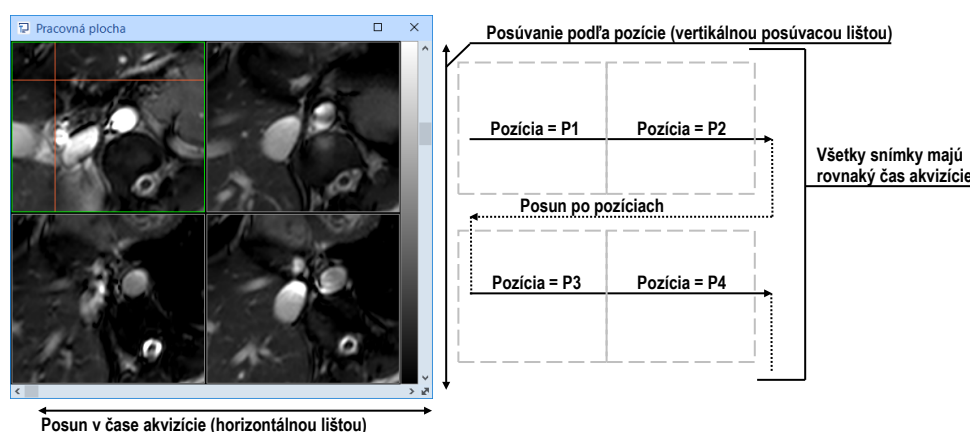 Pracovná plocha
Posúvanie podľa pozície (vertikálnou posúvacou lištou)
Pozícia = P1
Pozícia = P2
Všetky snímky majú
rovnaký čas akvizície
Posun po pozíciach
Pozícia = P3
Pozícia = P4
Posun v čase akvizície (horizontálnou lištou)